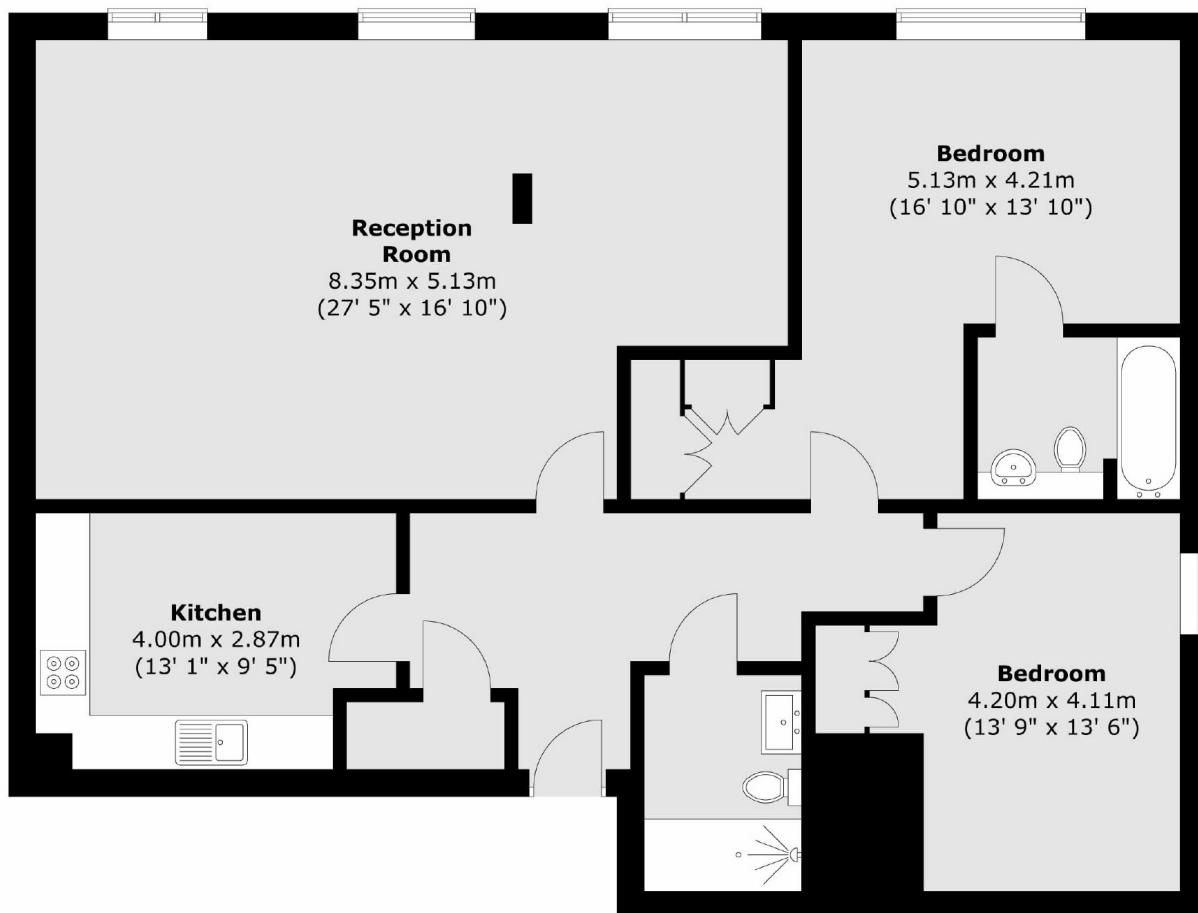 Reception
Room
8.35m x 5.13m
(27' 5" x 16' 10")
Bedroom
5.13m x 4.21m
(16' 10" x 13' 10")
Kitchen
4.00m x 2.87m
(13' 1" x 9' 5")
Bedroom
4.20m x 4.11m
(13' 9" x 13' 6")